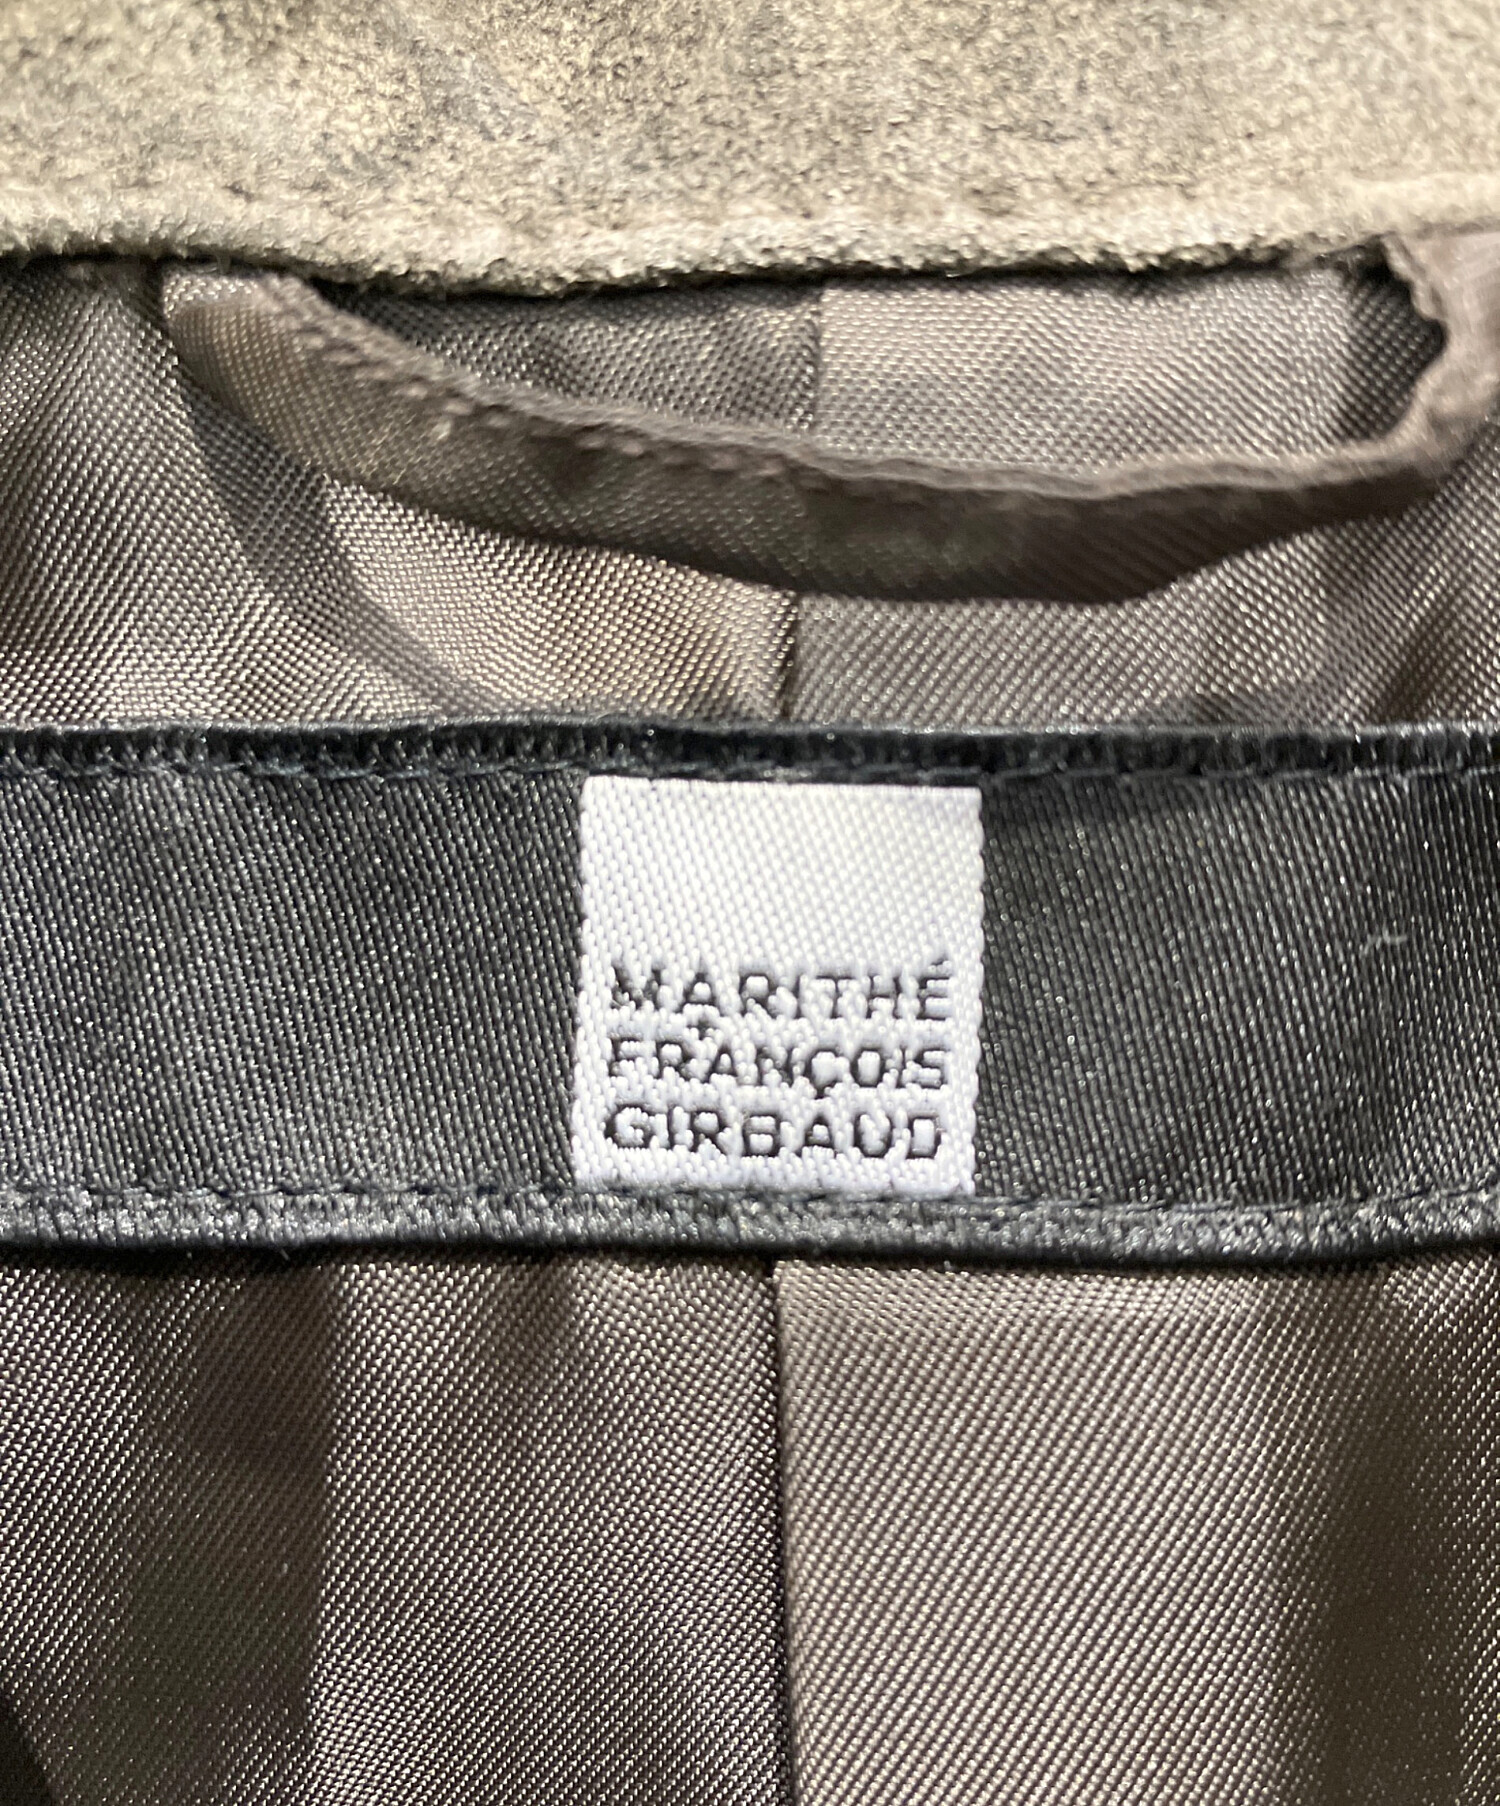 MARITHÉ
+
FRANÇOIS
GIRBAUD